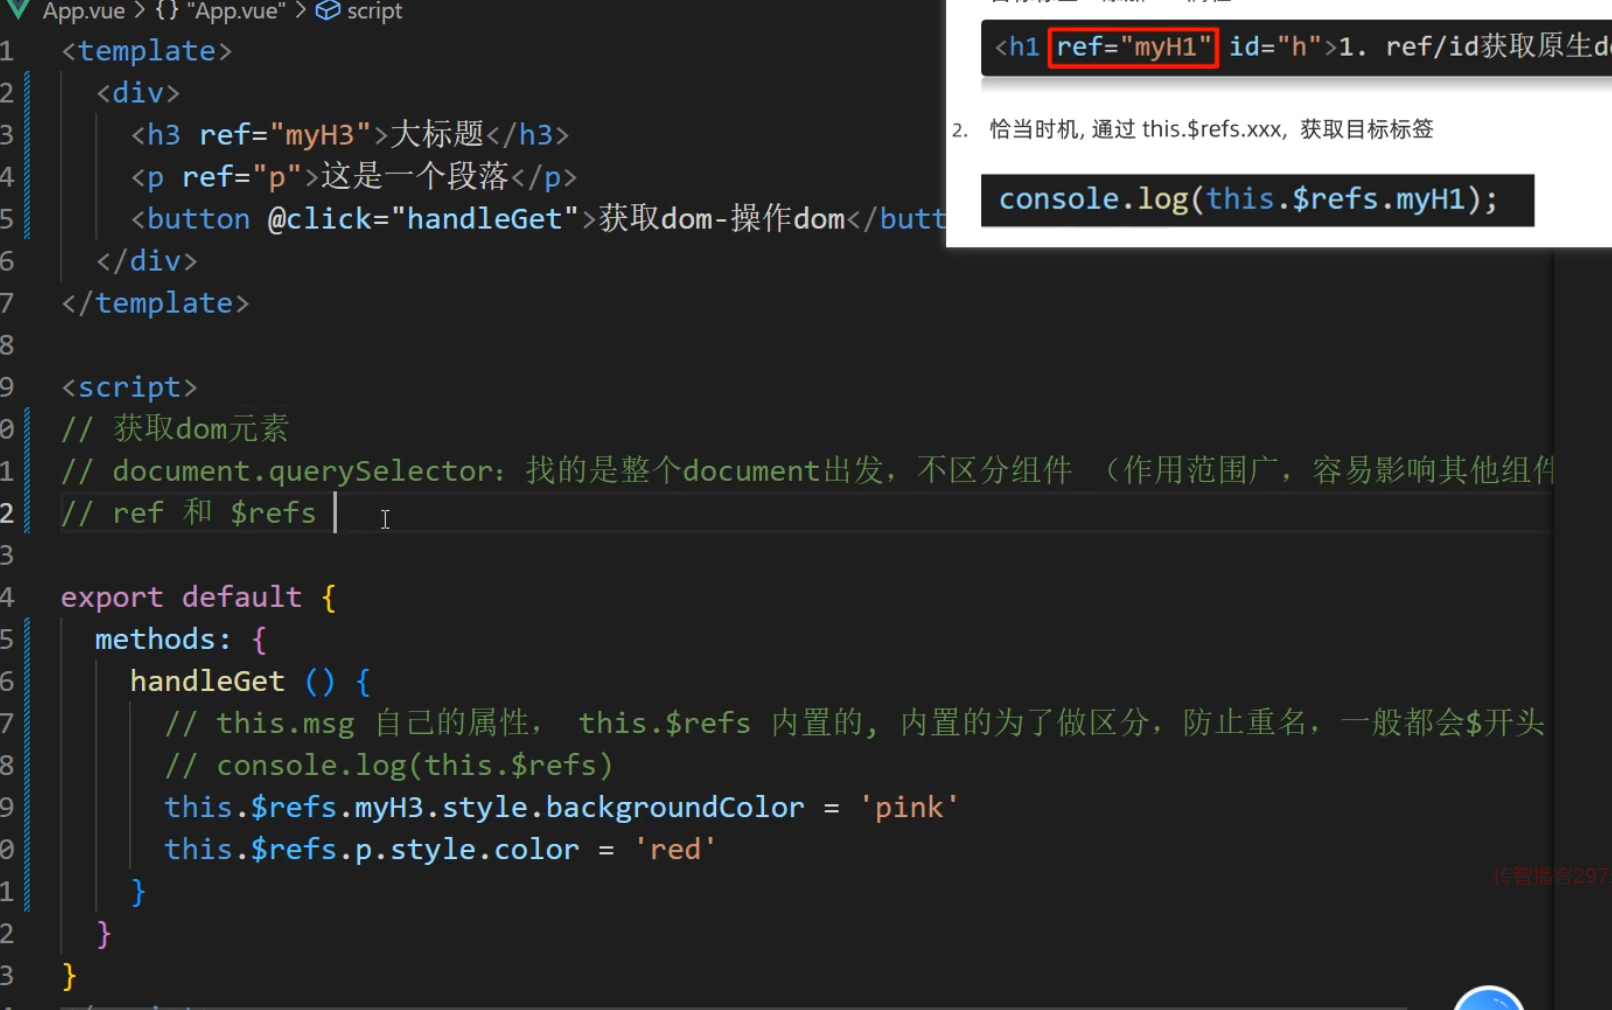 App.vue > {} "App.vue" > script
1 <template>
2 <div>
3 <h3 ref="myH3">大标题</h3>
4 <p ref="p">这是一个段落</p>
5 <button @click="handleGet">获取dom-操作dom</butt
6 </div>
7 </template>
8
9 <script>
0 // 获取dom元素
1 // document.querySelector：找的是整个document出发，不区分组件 （作用范围广，容易影响其他组件
2 // ref 和 $refs
3
4 export default {
5 methods: {
6 handleGet () {
7 // this.msg 自己的属性， this.$refs 内置的, 内置的为了做区分，防止重名，一般都会$开头
8 // console.log(this.$refs)
9 this.$refs.myH3.style.backgroundColor = 'pink'
0 this.$refs.p.style.color = 'red'
1 }
2 }
3 }
<h1 ref="myH1" id="h">1. ref/id获取原生d
2. 恰当时机, 通过 this.$refs.xxx, 获取目标标签
console.log(this.$refs.myH1);
传智播客297